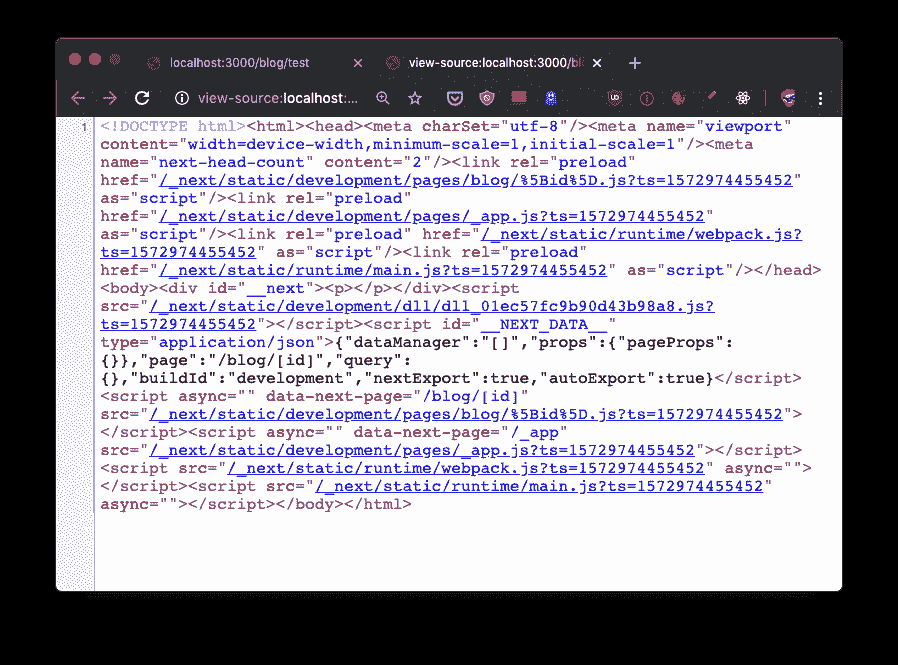 localhost:3000/blog/test
view-source:localhost:3000/bl
view-source:localhost:...
1
<!DOCTYPE html><html><head><meta charSet="utf-8"/><meta name="viewport"
content="width=device-width,minimum-scale=1,initial-scale=1"/><meta
name="next-head-count" content="2"/><link rel="preload"
href="/_next/static/development/pages/blog/%5Bid%5D.js?ts=1572974455452"
as="script"/><link rel="preload"
href="/_next/static/development/pages/_app.js?ts=1572974455452"
as="script"/><link rel="preload" href="/_next/static/runtime/webpack.js?
ts=1572974455452" as="script"/><link rel="preload"
href="/_next/static/runtime/main.js?ts=1572974455452" as="script"/></head>
<body><div id="__next"><p></p></div><script
src="/_next/static/development/dll/dll_01ec57fc9b90d43b98a8.js?
ts=1572974455452"></script><script id="__NEXT_DATA__"
type="application/json">{"dataManager":"[]","props":{"pageProps":
{}},"page":"/blog/[id]","query":
{},"buildId":"development","nextExport":true,"autoExport":true}</script>
<script async="" data-next-page="/blog/[id]"
src="/_next/static/development/pages/blog/%5Bid%5D.js?ts=1572974455452">
</script><script async="" data-next-page="/_app"
src="/_next/static/development/pages/_app.js?ts=1572974455452"></script>
<script src="/_next/static/runtime/webpack.js?ts=1572974455452" async="">
</script><script src="/_next/static/runtime/main.js?ts=1572974455452"
async=""></script></body></html>